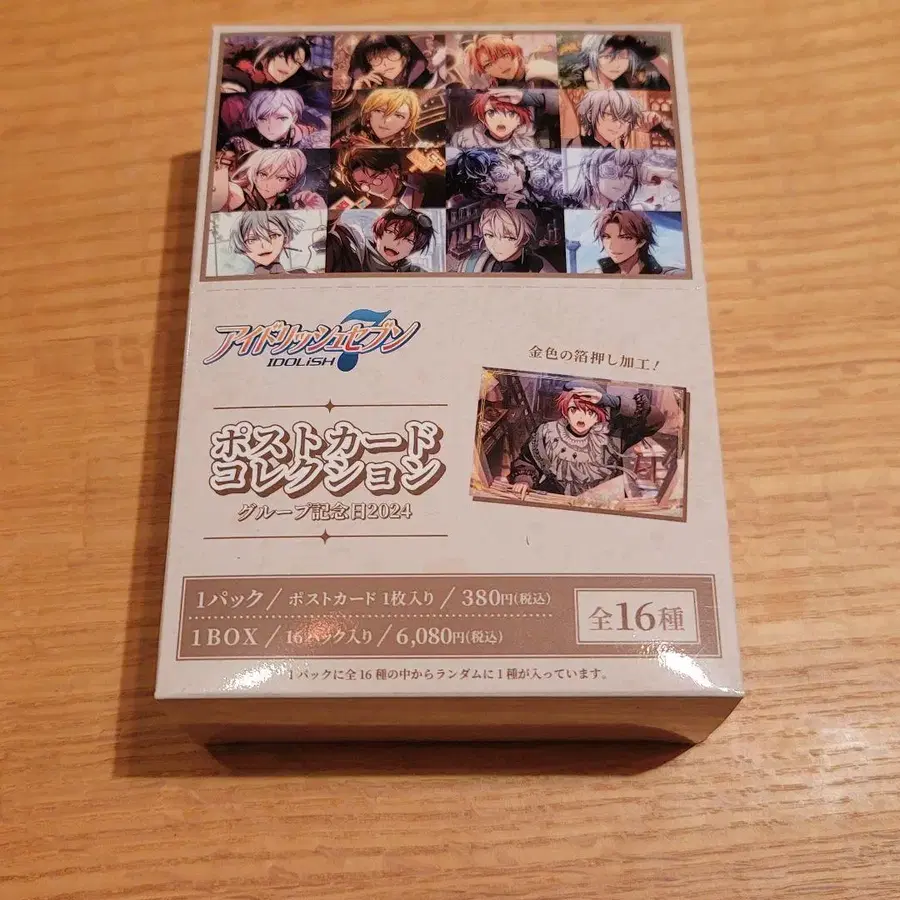 アイドリッシュセブン
IDOLiSH7
金色の箔押し加工!
ポストカード
コレクション
グループ記念日2024
1パック/ポストカード 1枚入り/380円(税込)
1BOX/16パック入り/6,080円(税込)
全16種
1パックに全16種の中からランダムに1種が入っています。